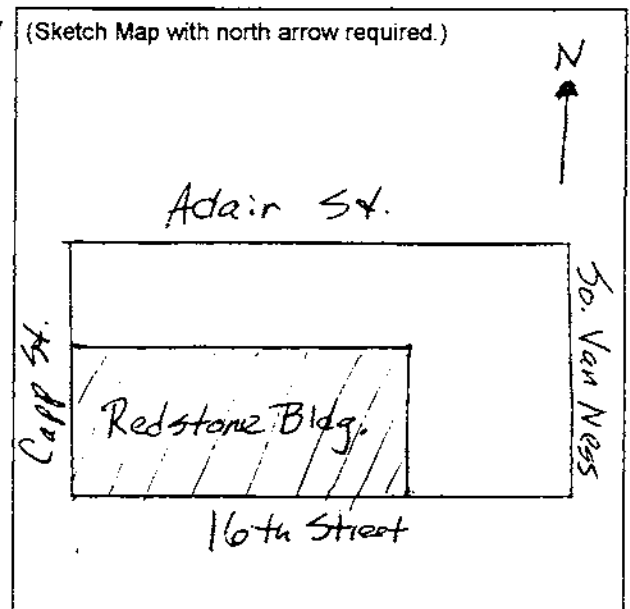 (Sketch Map with north arrow required.)
N
Adair St.
Capp St.
So. Van Ness
Redstone Bldg.
16th Street